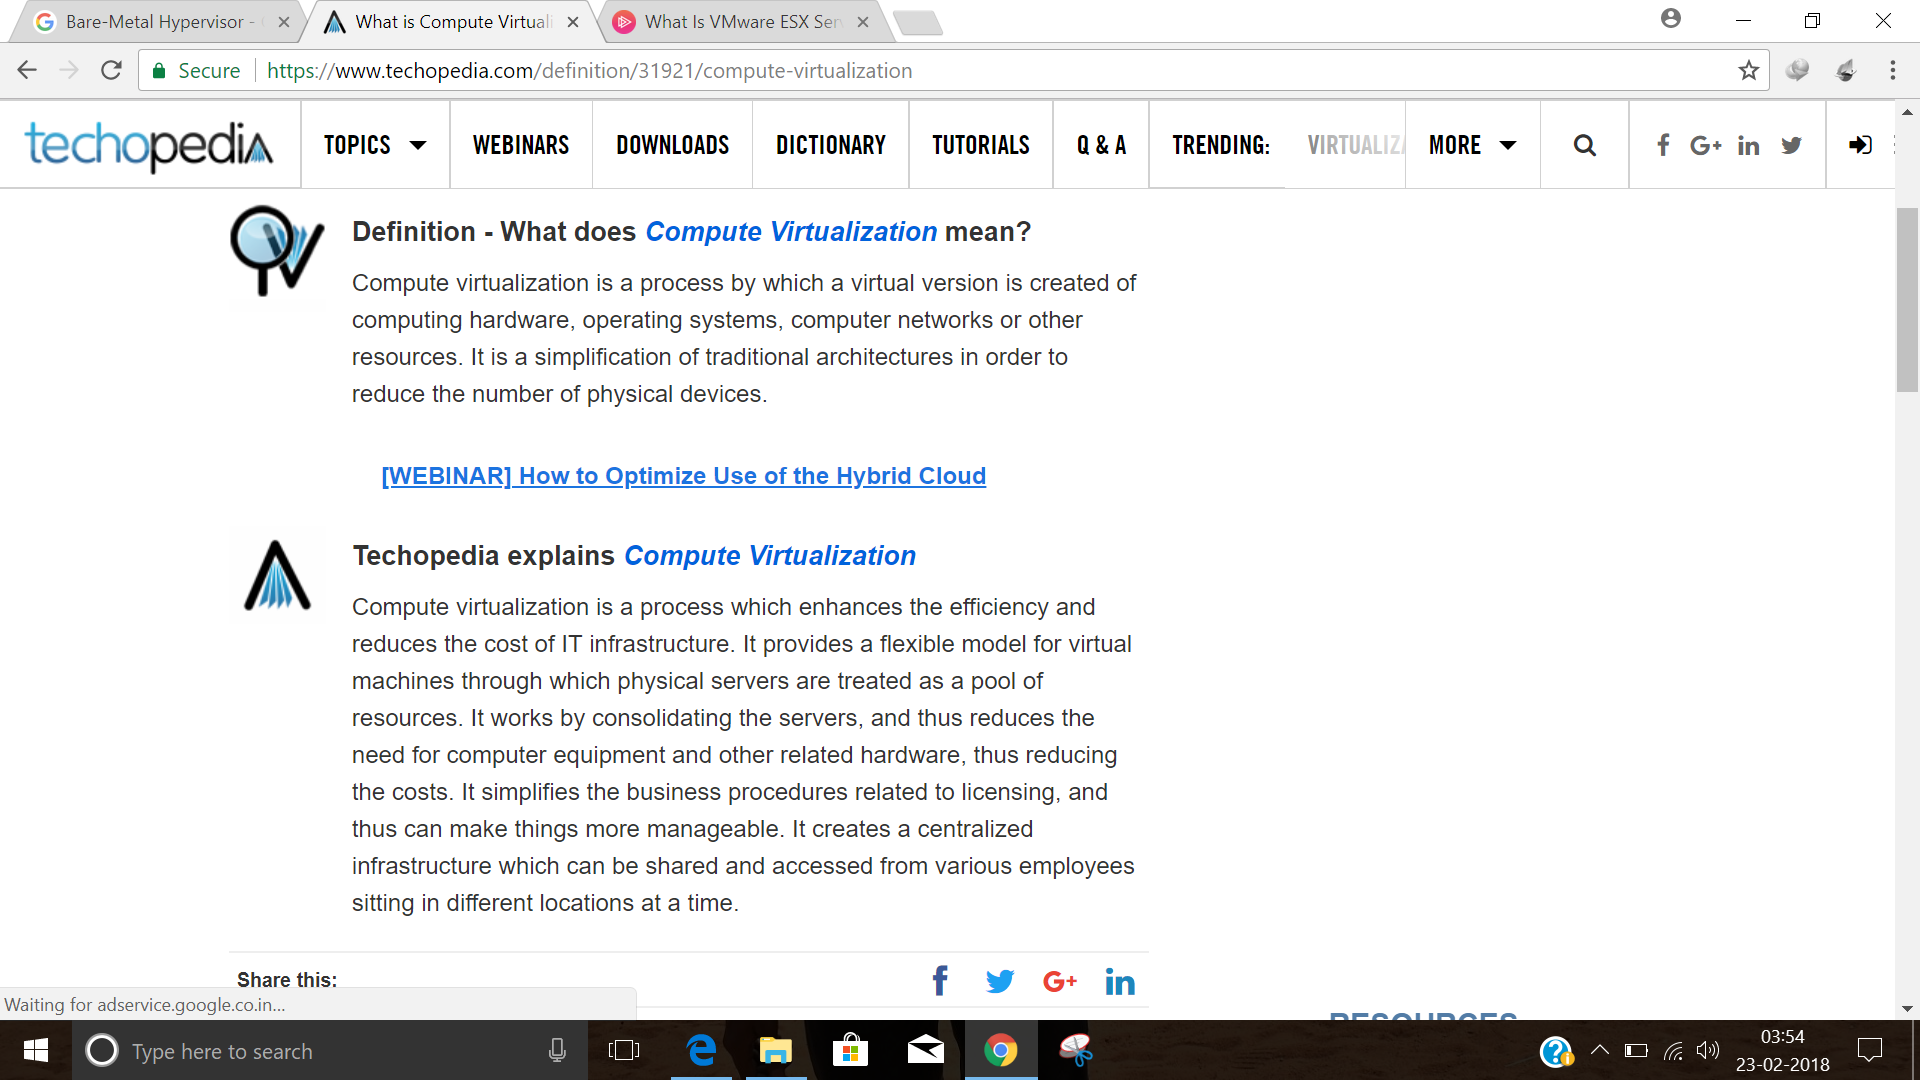 Bare-Metal Hypervisor -
What is Compute Virtual
What Is VMware ESX Ser
Secure https://www.techopedia.com/definition/31921/compute-virtualization
techopedia TOPICS WEBINARS DOWNLOADS DICTIONARY TUTORIALS Q & A TRENDING: VIRTUALIZA MORE
Definition - What does Compute Virtualization mean?
Compute virtualization is a process by which a virtual version is created of
computing hardware, operating systems, computer networks or other
resources. It is a simplification of traditional architectures in order to
reduce the number of physical devices.
[WEBINAR] How to Optimize Use of the Hybrid Cloud
Techopedia explains Compute Virtualization
Compute virtualization is a process which enhances the efficiency and
reduces the cost of IT infrastructure. It provides a flexible model for virtual
machines through which physical servers are treated as a pool of
resources. It works by consolidating the servers, and thus reduces the
need for computer equipment and other related hardware, thus reducing
the costs. It simplifies the business procedures related to licensing, and
thus can make things more manageable. It creates a centralized
infrastructure which can be shared and accessed from various employees
sitting in different locations at a time.
Share this:
Waiting for adservice.google.co.in...
RESOURCES
Type here to search
03:54
23-02-2018